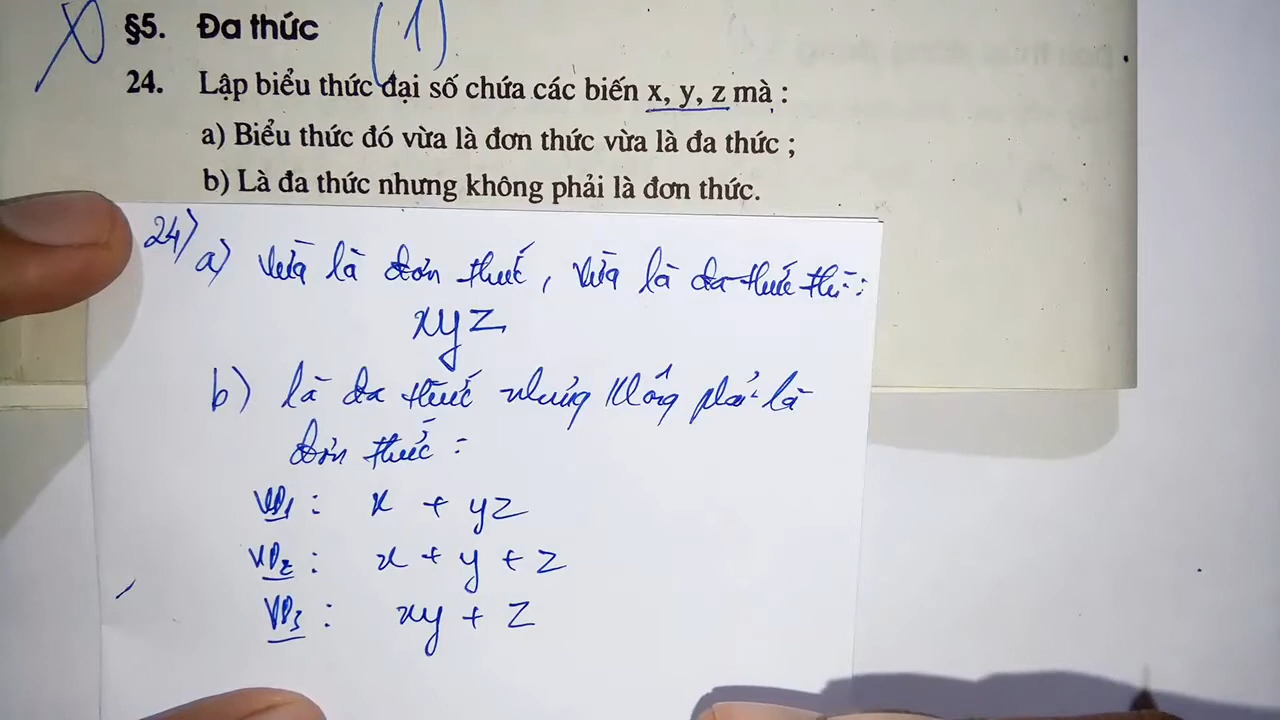 §5. Đa thức (1)
24. Lập biểu thức đại số chứa các biến x, y, z mà :
a) Biểu thức đó vừa là đơn thức vừa là đa thức ;
b) Là đa thức nhưng không phải là đơn thức.
24) a) vừa là đơn thức, vừa là đa thức thì :
xyz
b) là đa thức nhưng không phải là
đơn thức :
VD1 : x + yz
VD2 : x + y + z
VD3 : xy + z